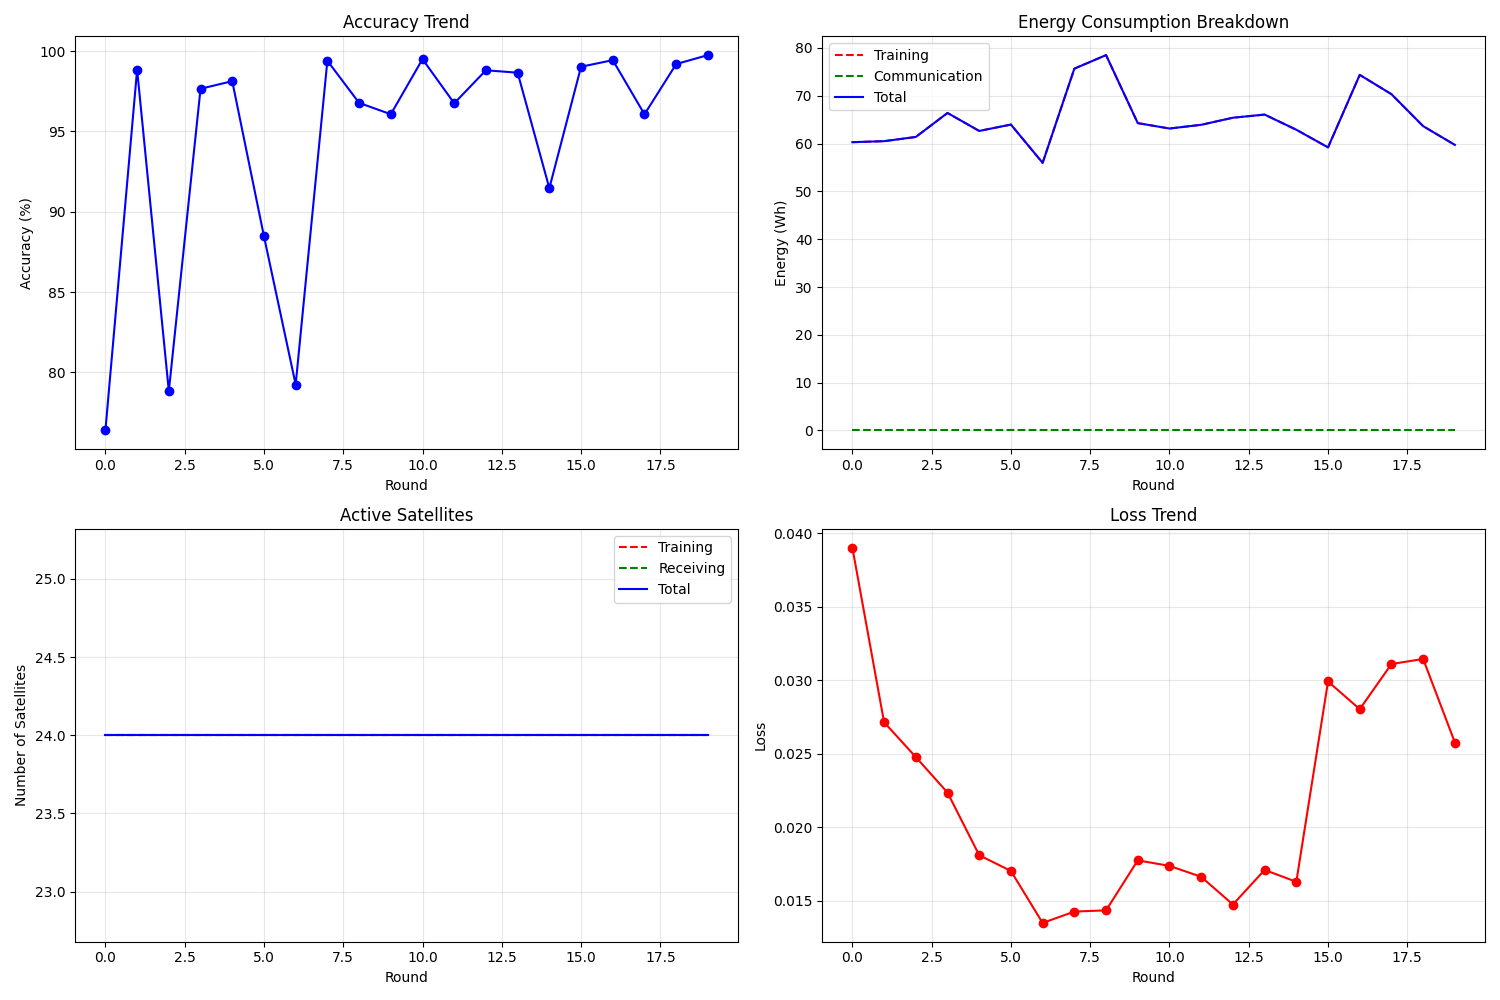 Accuracy Trend
Accuracy (%)
100
95
90
85
80
0.0 2.5 5.0 7.5 10.0 12.5 15.0 17.5
Round
Energy Consumption Breakdown
Training
Communication
Total
Energy (Wh)
80
70
60
50
40
30
20
10
0
0.0 2.5 5.0 7.5 10.0 12.5 15.0 17.5
Round
Active Satellites
Training
Receiving
Total
Number of Satellites
25.0
24.5
24.0
23.5
23.0
0.0 2.5 5.0 7.5 10.0 12.5 15.0 17.5
Round
Loss Trend
Loss
0.040
0.035
0.030
0.025
0.020
0.015
0.0 2.5 5.0 7.5 10.0 12.5 15.0 17.5
Round